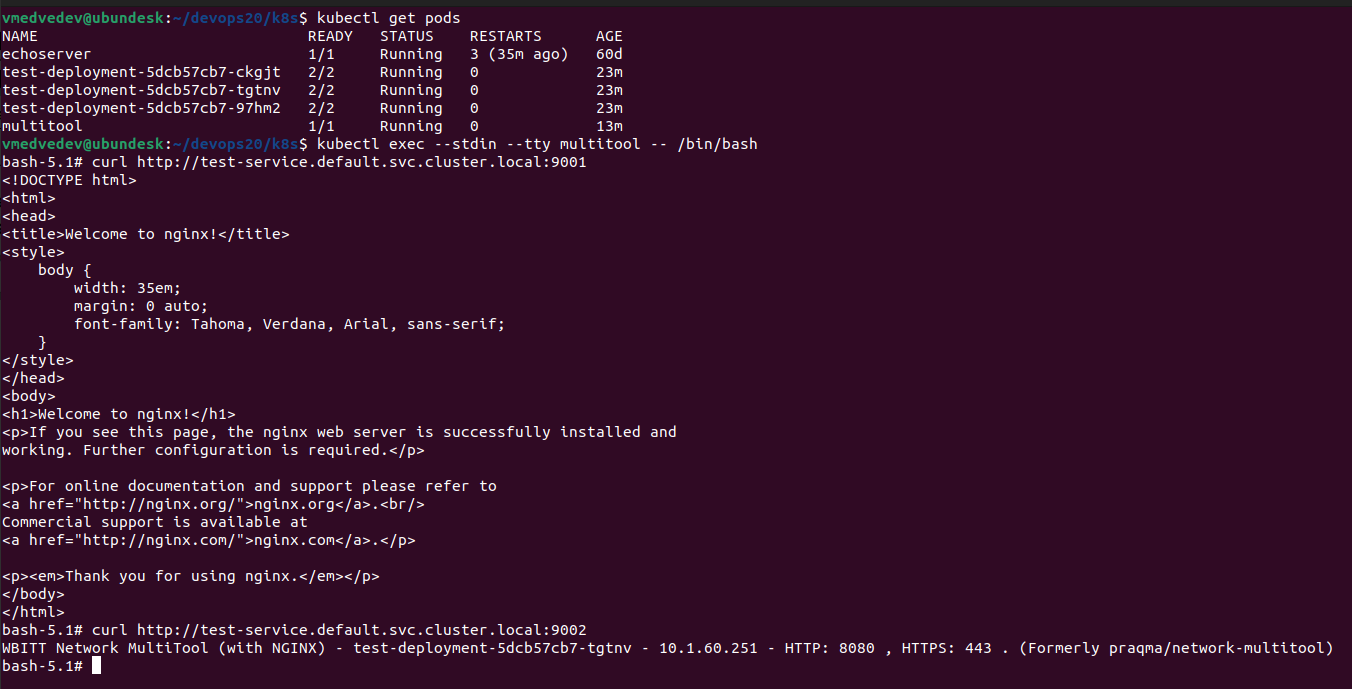 vmedvedev@ubundesk:~/devops20/k8s$ kubectl get pods
NAME                              READY   STATUS    RESTARTS      AGE
echoserver                        1/1     Running   3 (35m ago)   60d
test-deployment-5dcb57cb7-ckgjt   2/2     Running   0             23m
test-deployment-5dcb57cb7-tgtnv   2/2     Running   0             23m
test-deployment-5dcb57cb7-97hm2   2/2     Running   0             23m
multitool                         1/1     Running   0             13m
vmedvedev@ubundesk:~/devops20/k8s$ kubectl exec --stdin --tty multitool -- /bin/bash
bash-5.1# curl http://test-service.default.svc.cluster.local:9001
<!DOCTYPE html>
<html>
<head>
<title>Welcome to nginx!</title>
<style>
    body {
        width: 35em;
        margin: 0 auto;
        font-family: Tahoma, Verdana, Arial, sans-serif;
    }
</style>
</head>
<body>
<h1>Welcome to nginx!</h1>
<p>If you see this page, the nginx web server is successfully installed and
working. Further configuration is required.</p>

<p>For online documentation and support please refer to
<a href="http://nginx.org/">nginx.org</a>.<br/>
Commercial support is available at
<a href="http://nginx.com/">nginx.com</a>.</p>

<p><em>Thank you for using nginx.</em></p>
</body>
</html>
bash-5.1# curl http://test-service.default.svc.cluster.local:9002
WBITT Network MultiTool (with NGINX) - test-deployment-5dcb57cb7-tgtnv - 10.1.60.251 - HTTP: 8080 , HTTPS: 443 . (Formerly praqma/network-multitool)
bash-5.1#